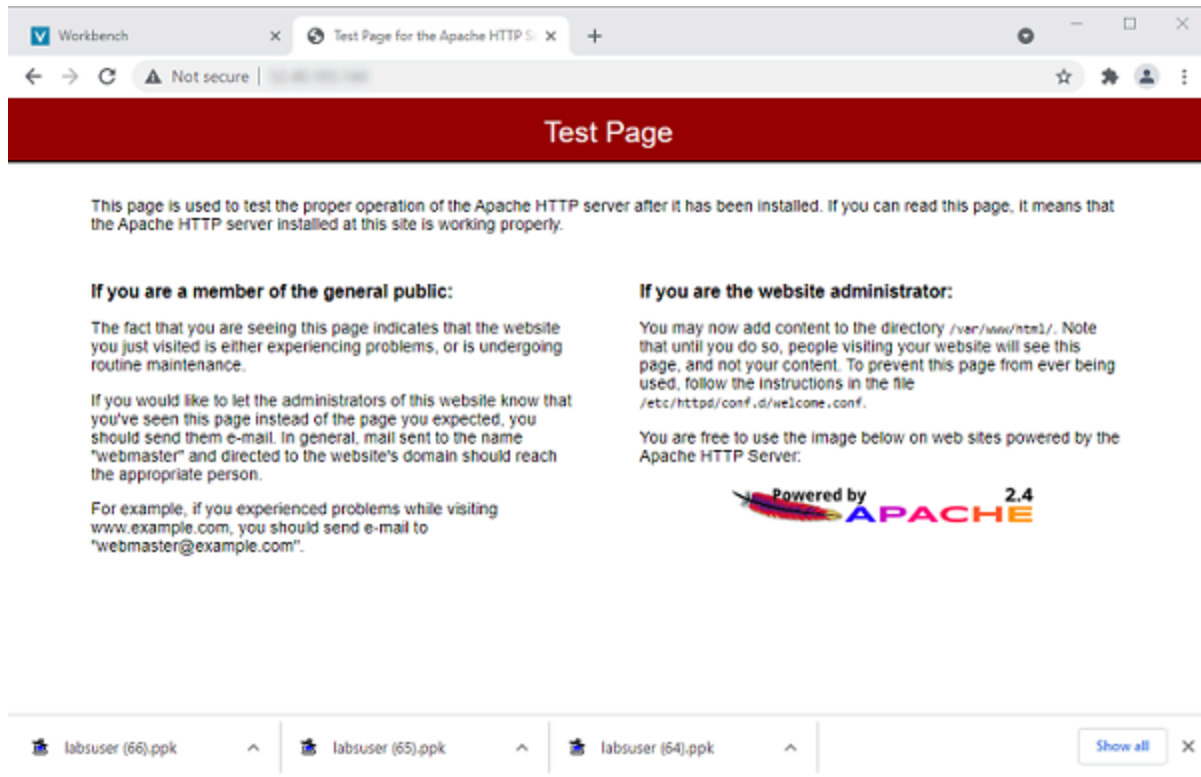 Workbench
Test Page for the Apache HTTP S
Not secure
Test Page
This page is used to test the proper operation of the Apache HTTP server after it has been installed. If you can read this page, it means that
the Apache HTTP server installed at this site is working properly.
If you are a member of the general public:
The fact that you are seeing this page indicates that the website
you just visited is either experiencing problems, or is undergoing
routine maintenance.
If you would like to let the administrators of this website know that
you've seen this page instead of the page you expected, you
should send them e-mail. In general, mail sent to the name
"webmaster" and directed to the website's domain should reach
the appropriate person.
For example, if you experienced problems while visiting
www.example.com, you should send e-mail to
"webmaster@example.com".
If you are the website administrator:
You may now add content to the directory /var/www/html/. Note
that until you do so, people visiting your website will see this
page, and not your content. To prevent this page from ever being
used, follow the instructions in the file
/etc/httpd/conf.d/welcome.conf.
You are free to use the image below on web sites powered by the
Apache HTTP Server:
Powered by 2.4
APACHE
labsuser (66).ppk
labsuser (65).ppk
labsuser (64).ppk
Show all